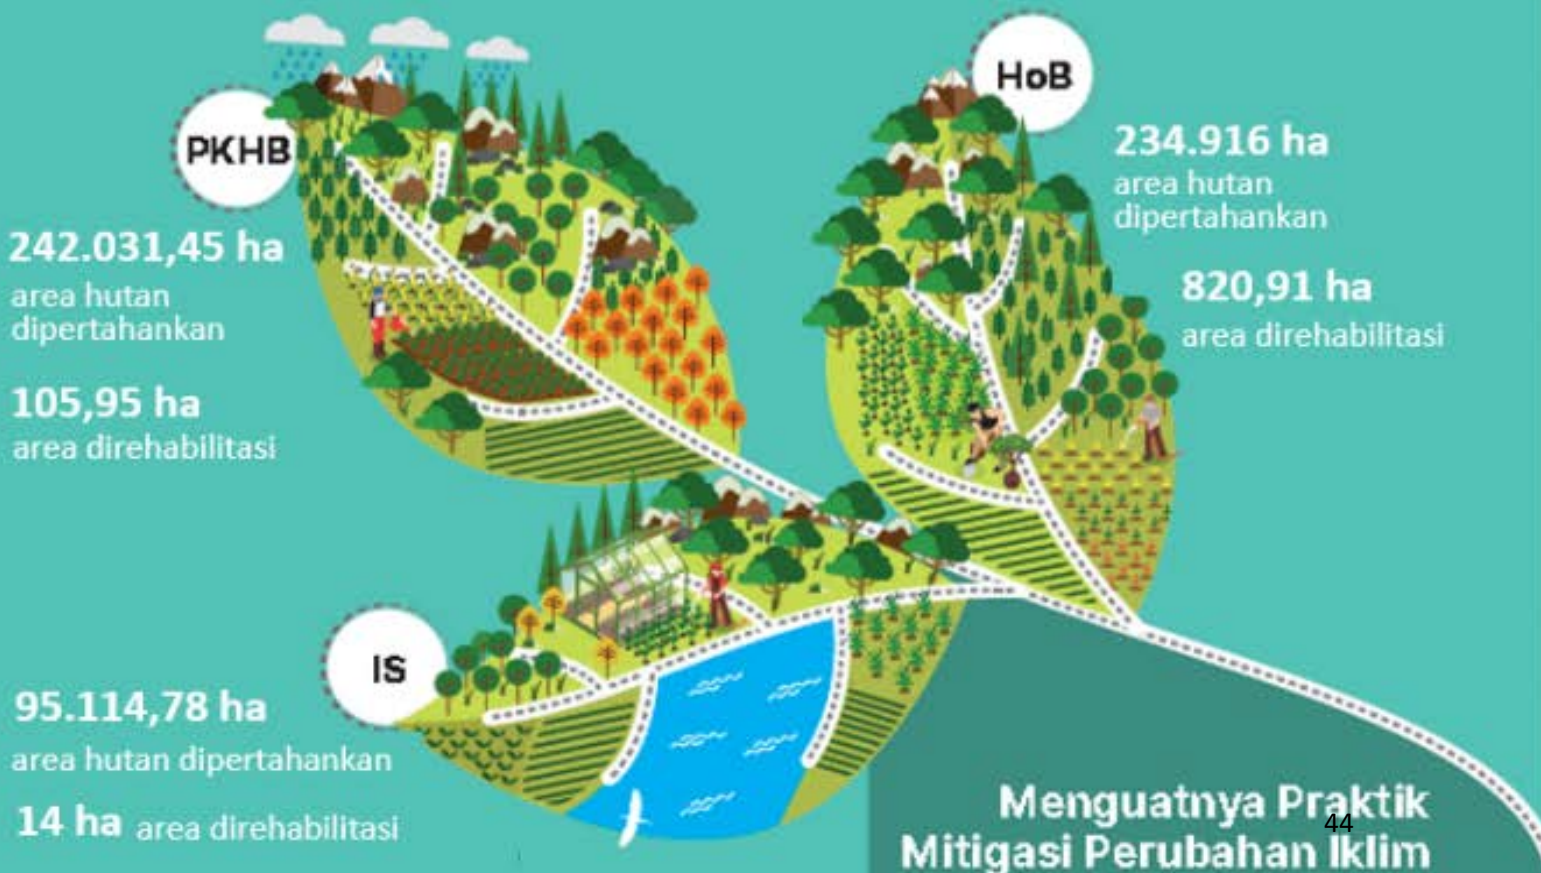 PKHB
242.031,45 ha
area hutan
dipertahankan
105,95 ha
area direhabilitasi
HoB
234.916 ha
area hutan
dipertahankan
820,91 ha
area direhabilitasi
IS
95.114,78 ha
area hutan dipertahankan
14 ha area direhabilitasi
Menguatnya Praktik
44
Mitigasi Perubahan Iklim